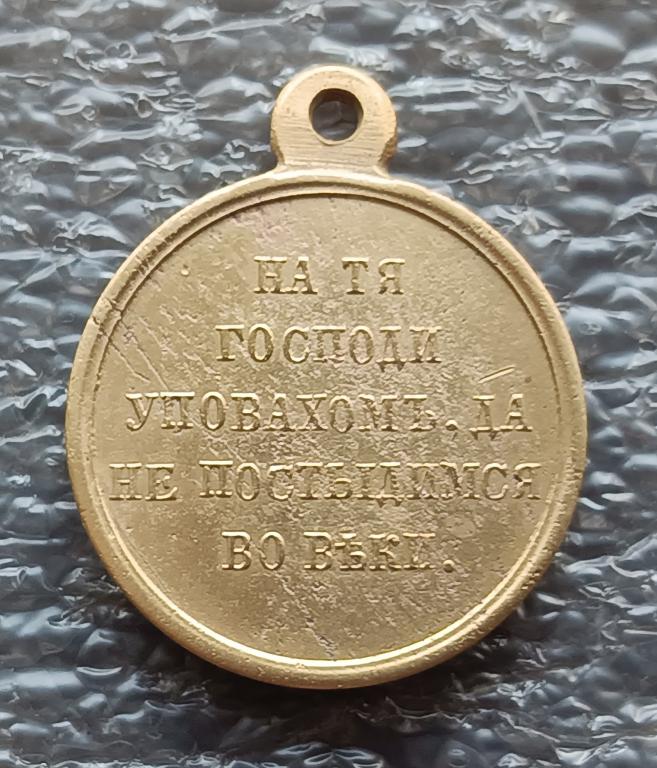 НА ТЯ
ГОСПОДИ
УПОВАХОМЪ. ДА
НЕ ПОСТЫДИМСЯ
ВО ВѢКИ.